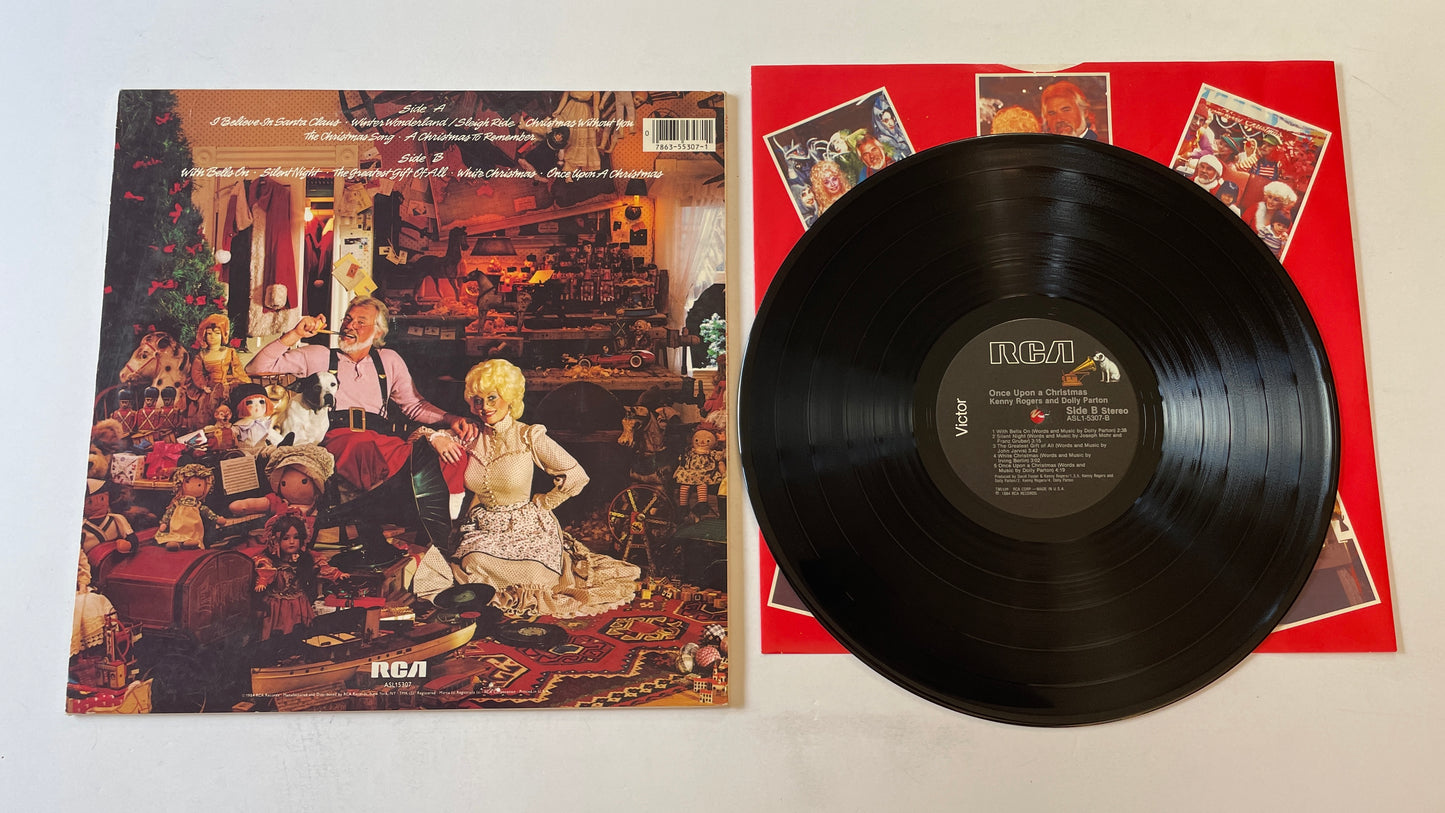 Side A
I Believe In Santa Claus · Winter Wonderland / Sleigh Ride · Christmas Without You
The Christmas Song · A Christmas To Remember
Side B
With Bells On · Silent Night · The Greatest Gift Of All · White Christmas · Once Upon A Christmas
0 7863-55307-1
RCA
ASL15307
Merry Christmas
RCA
Victor
Once Upon a Christmas
Kenny Rogers and Dolly Parton
Side B Stereo
ASL1-5307-B
1 With Bells On (Words and Music by Dolly Parton) 2:38
2 Silent Night (Words and Music by Joseph Mohr and
Franz Gruber) 3:15
3 The Greatest Gift of All (Words and Music by
John Jarvis) 3:42
4 White Christmas (Words and Music by
Irving Berlin) 3:02
5 Once Upon a Christmas (Words and
Music by Dolly Parton) 4:19